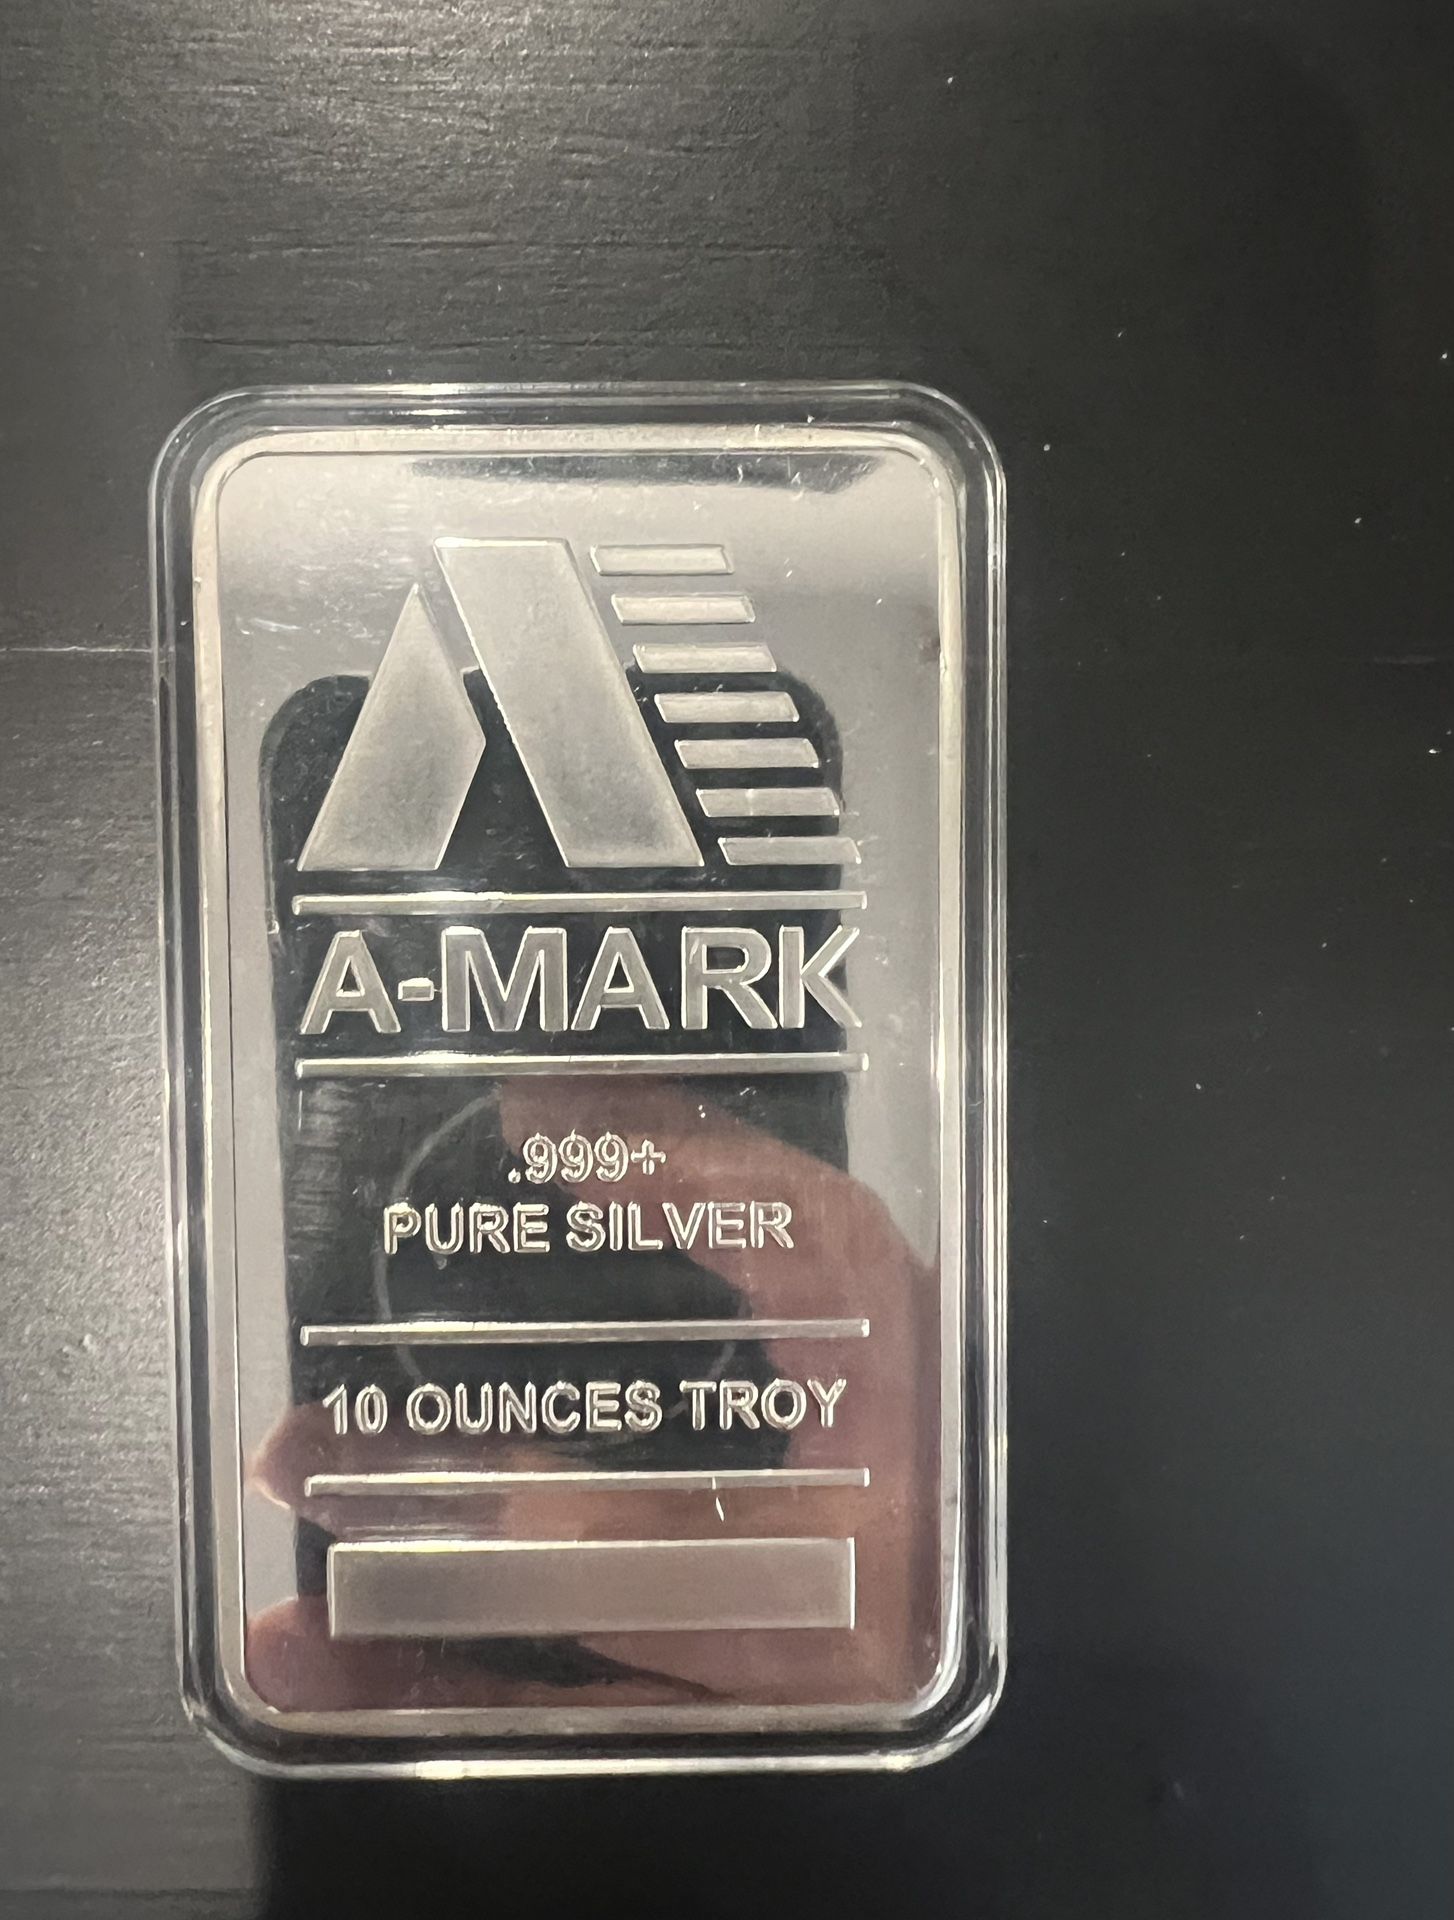 A-MARK
.999+
PURE SILVER
10 OUNCES TROY